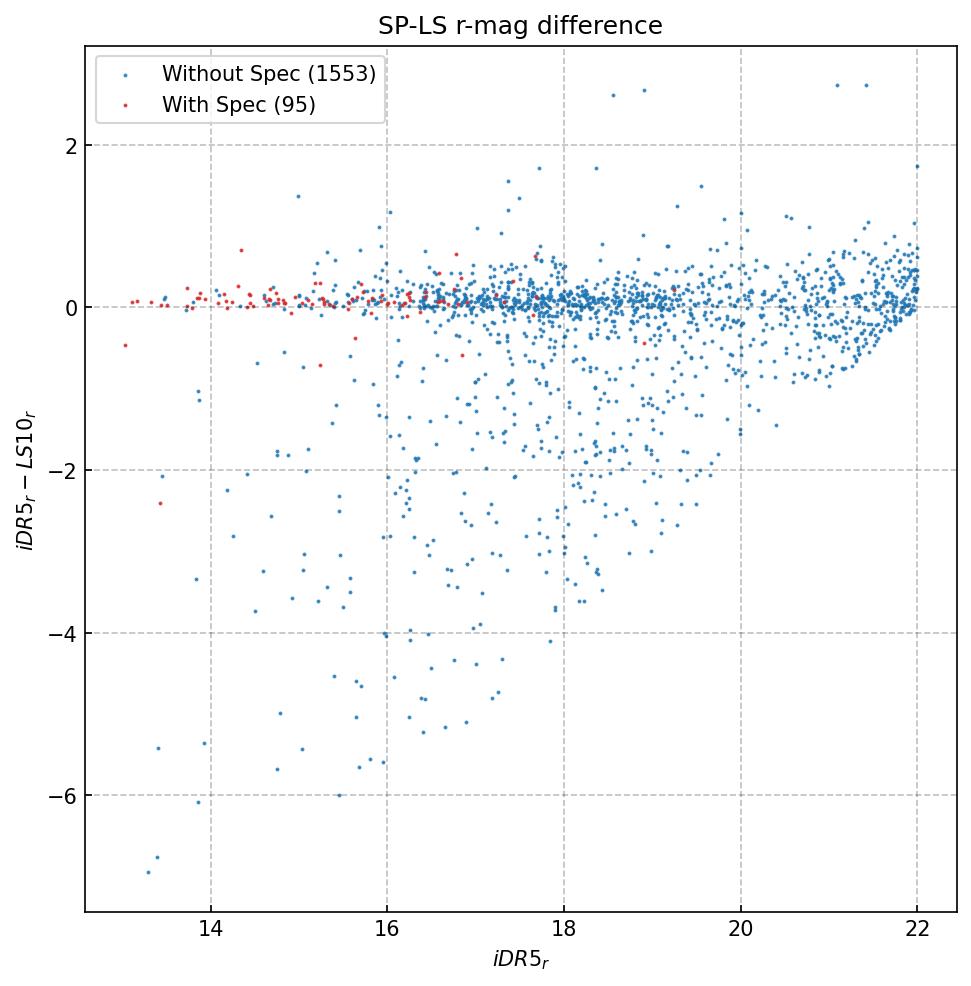 SP-LS r-mag difference
Without Spec (1553)
With Spec (95)
2
0
−2
−4
−6
iDR5r − LS10r
14 16 18 20 22
iDR5r